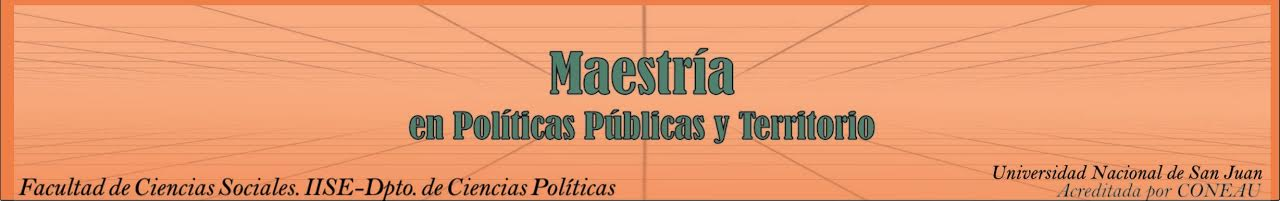 Maestría
en Políticas Públicas y Territorio
Facultad de Ciencias Sociales. IISE-Dpto. de Ciencias Políticas
Universidad Nacional de San Juan
Acreditada por CONEAU